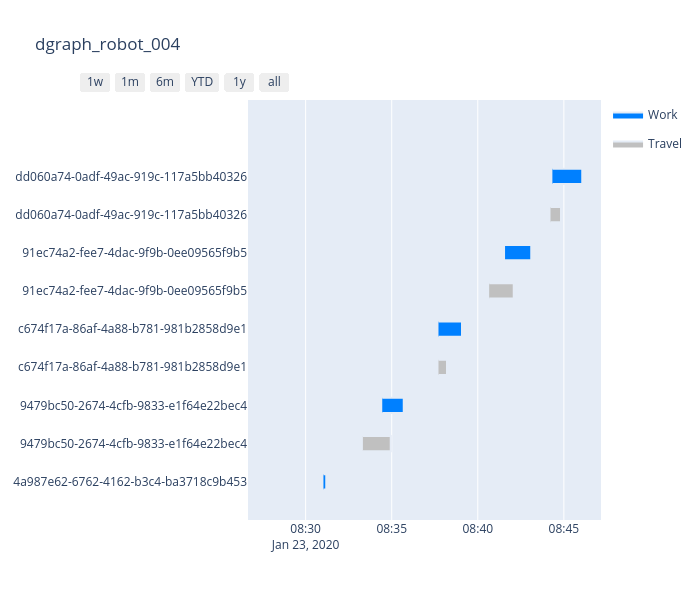 dgraph_robot_004
1w 1m 6m YTD 1y all
Work
Travel
dd060a74-0adf-49ac-919c-117a5bb40326
dd060a74-0adf-49ac-919c-117a5bb40326
91ec74a2-fee7-4dac-9f9b-0ee09565f9b5
91ec74a2-fee7-4dac-9f9b-0ee09565f9b5
c674f17a-86af-4a88-b781-981b2858d9e1
c674f17a-86af-4a88-b781-981b2858d9e1
9479bc50-2674-4cfb-9833-e1f64e22bec4
9479bc50-2674-4cfb-9833-e1f64e22bec4
4a987e62-6762-4162-b3c4-ba3718c9b453
08:30 08:35 08:40 08:45
Jan 23, 2020